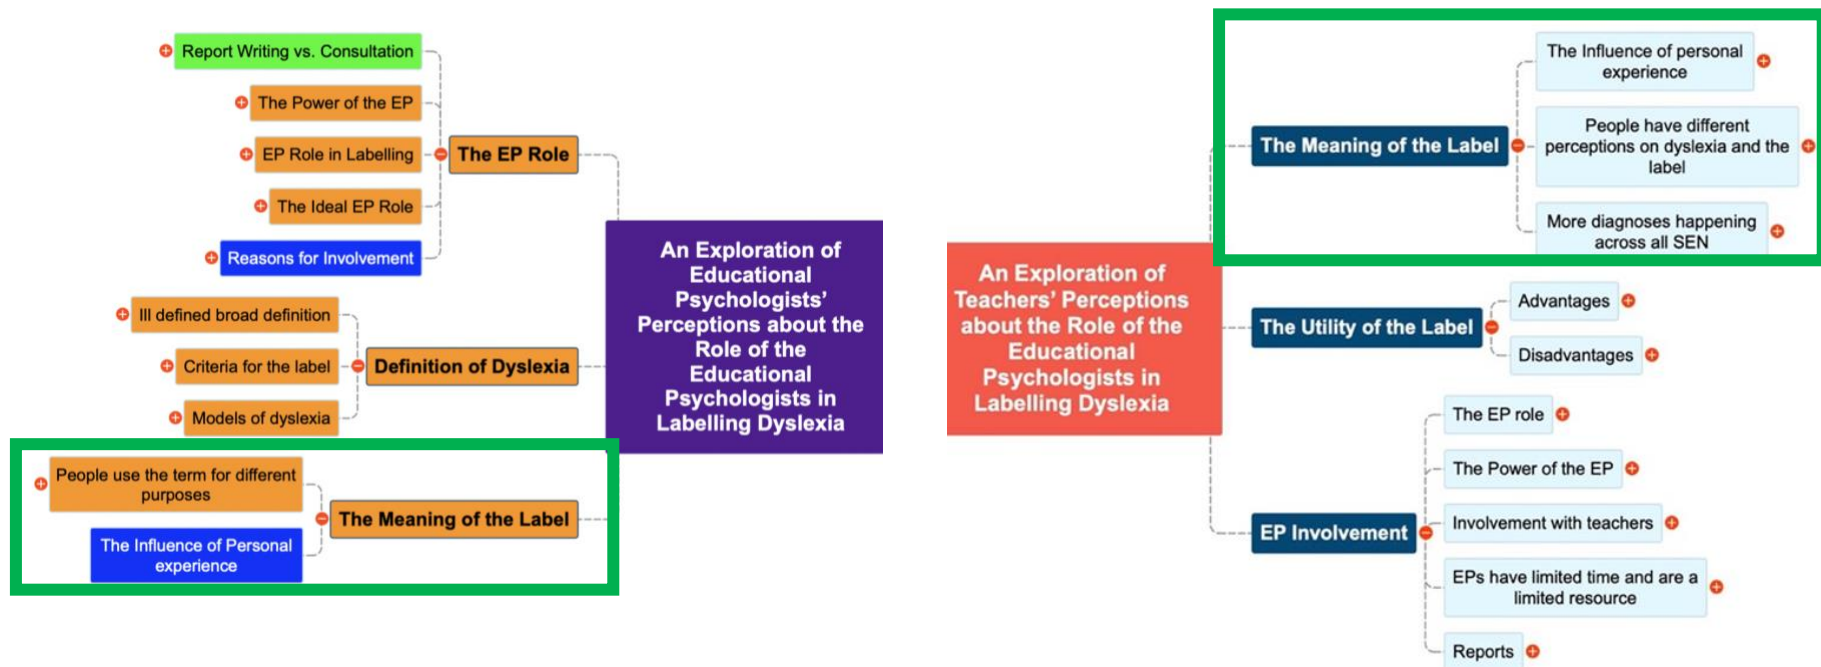 Report Writing vs. Consultation
The Power of the EP
EP Role in Labelling
The Ideal EP Role
Reasons for Involvement
The EP Role
Ill defined broad definition
Criteria for the label
Models of dyslexia
Definition of Dyslexia
People use the term for different
purposes
The Influence of Personal
experience
The Meaning of the Label
An Exploration of
Educational
Psychologists’
Perceptions about the
Role of the
Educational
Psychologists in
Labelling Dyslexia
An Exploration of
Teachers’ Perceptions
about the Role of the
Educational
Psychologists in
Labelling Dyslexia
The Meaning of the Label
The Influence of personal
experience
People have different
perceptions on dyslexia and the
label
More diagnoses happening
across all SEN
The Utility of the Label
Advantages
Disadvantages
EP Involvement
The EP role
The Power of the EP
Involvement with teachers
EPs have limited time and are a
limited resource
Reports